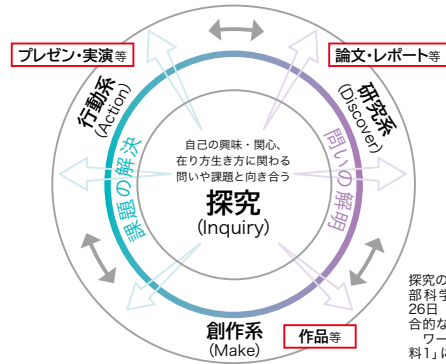 プレゼン・実演等
論文・レポート等
行動系
(Action)
研究系
(Discover)
課題の解決
問いの解明
自己の興味・関心、
在り方生き方に関わる
問いや課題と向き合う
探究
(Inquiry)
創作系
(Make)
作品等
探究の
部科学
26日
合的な
ワー
料1」に